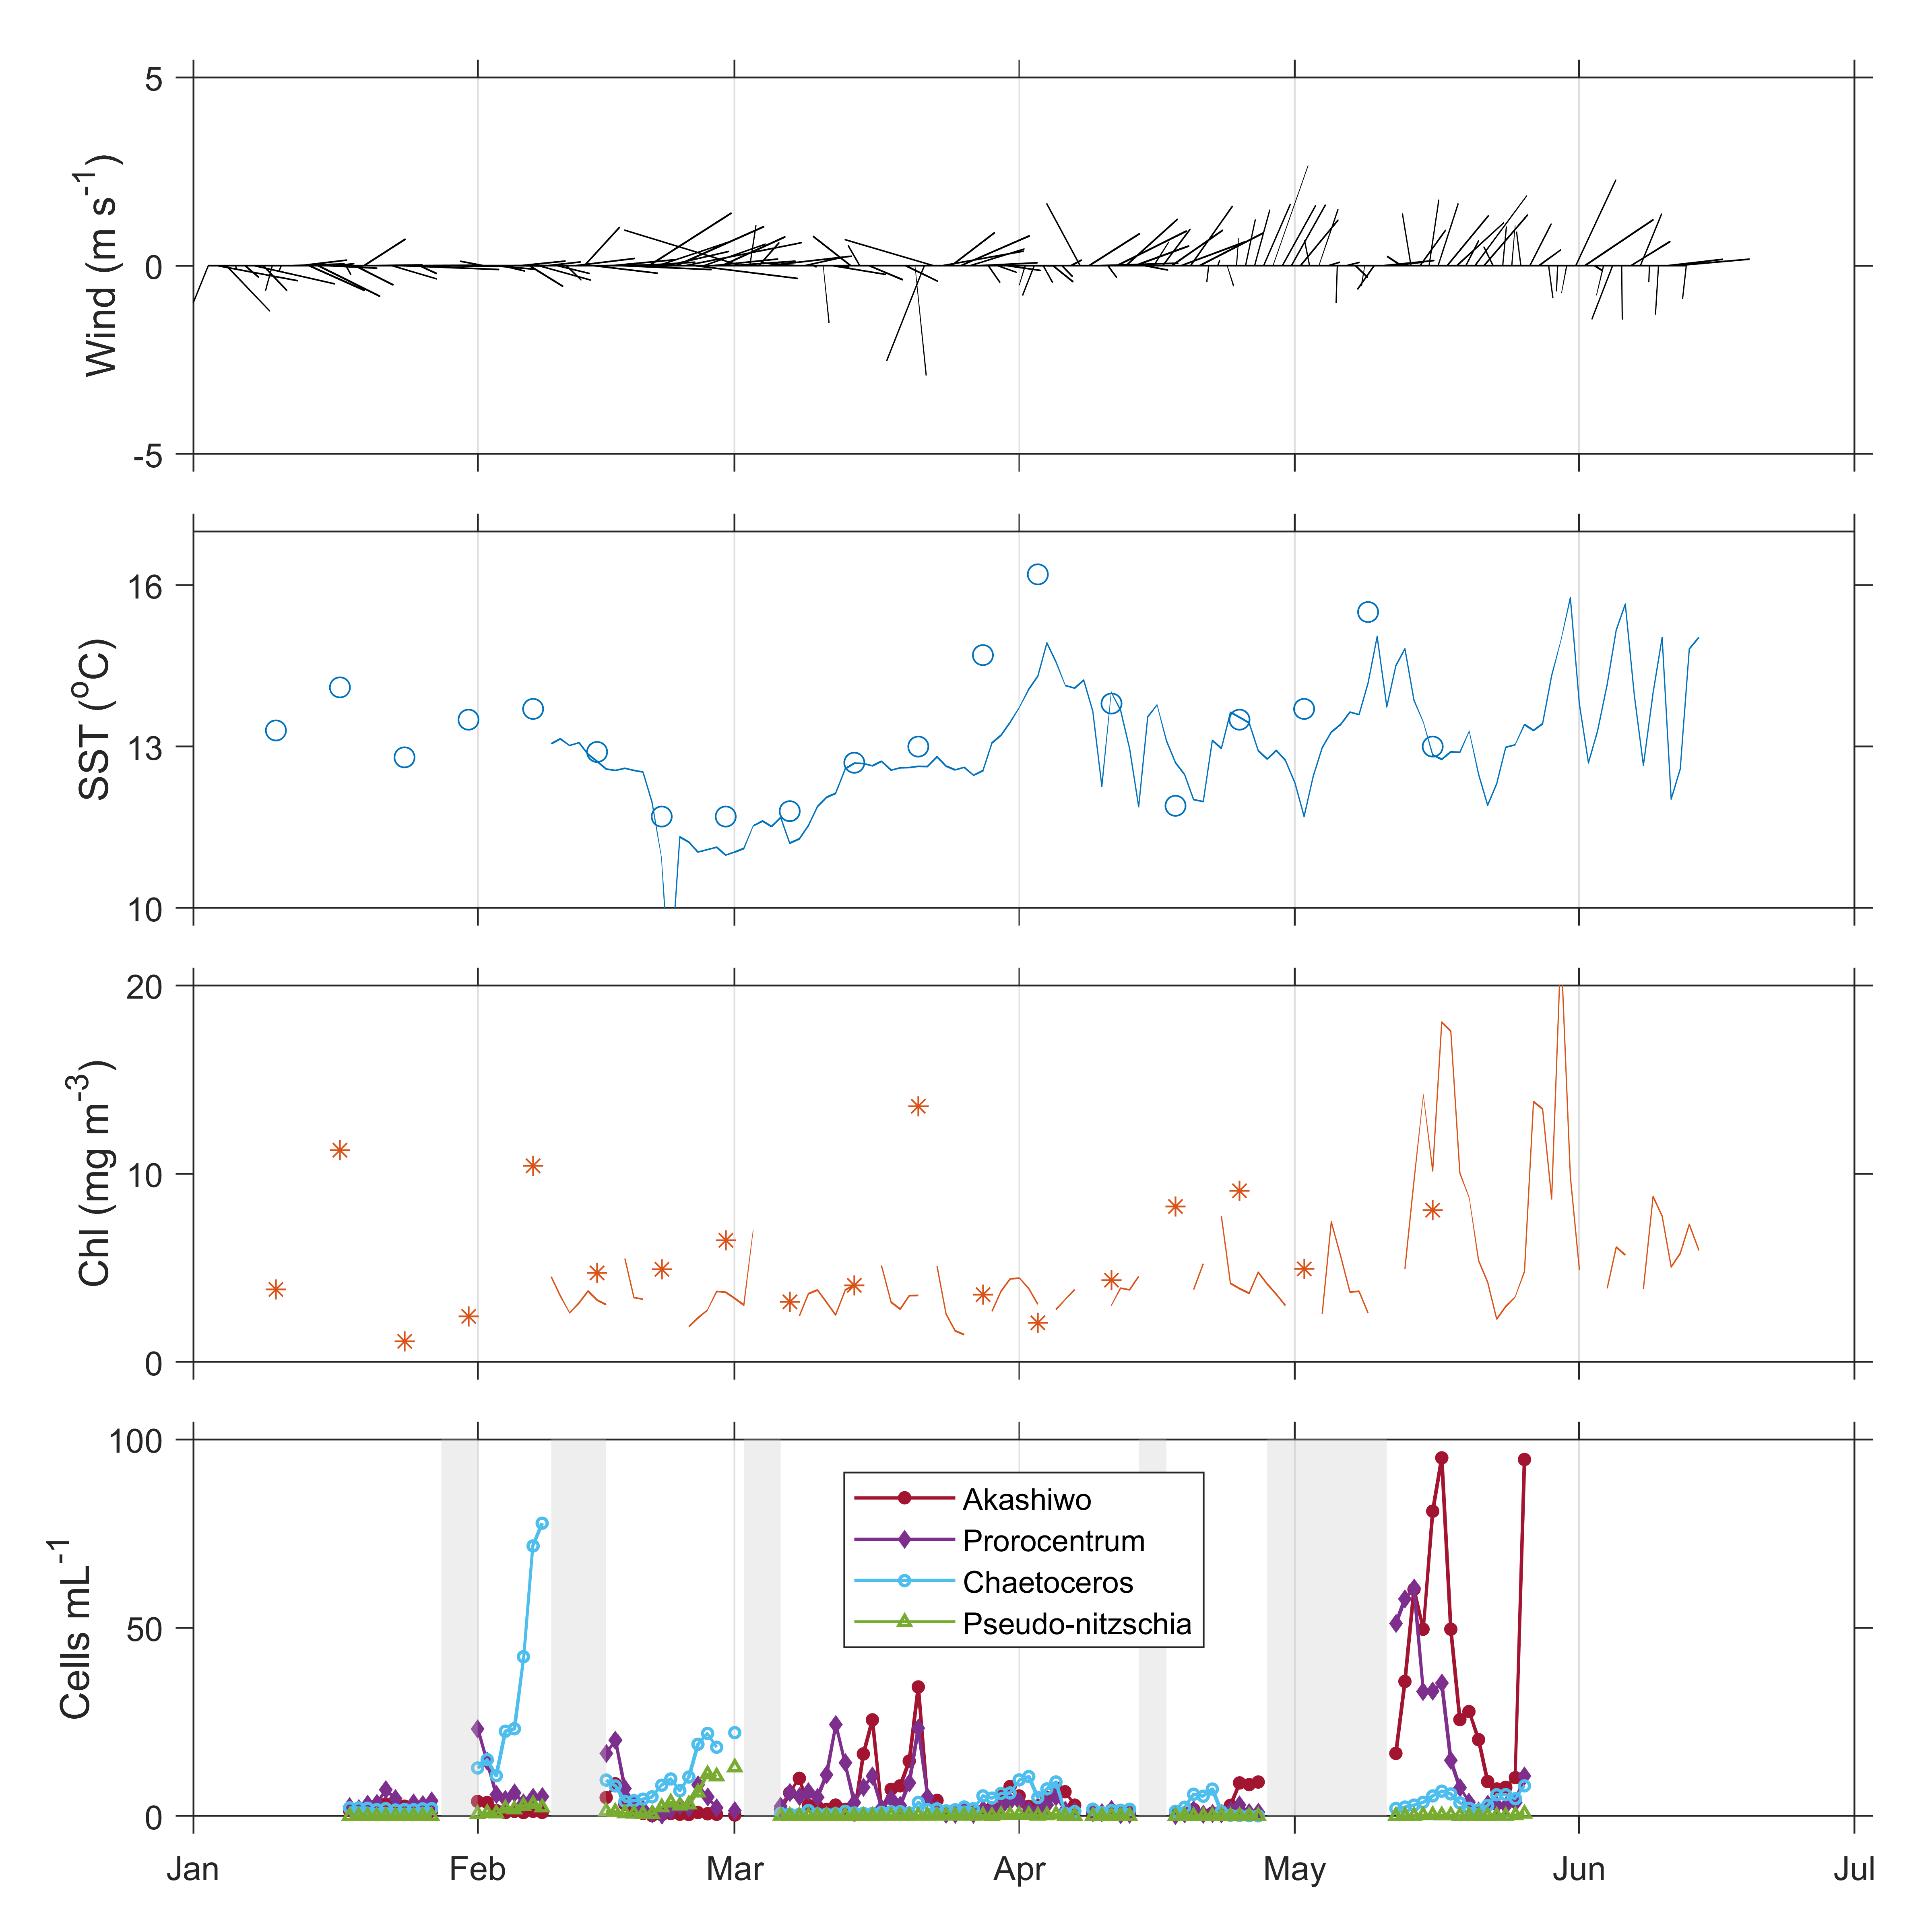 5
0
-5
Wind (m s-1)
16
13
10
SST (oC)
20
10
0
Chl (mg m-3)
100
50
0
Cells mL-1
Akashiwo
Prorocentrum
Chaetoceros
Pseudo-nitzschia
Jan Feb Mar Apr May Jun Jul